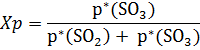 Xp = p*(SO₃) / p*(SO₂) + p*(SO₃)